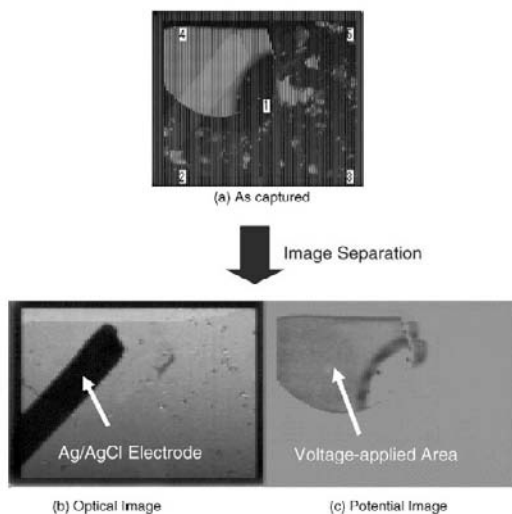 4
5
1
2
3
(a) As captured
Image Separation
Ag/AgCl Electrode
Voltage-applied Area
(b) Optical Image
(c) Potential Image